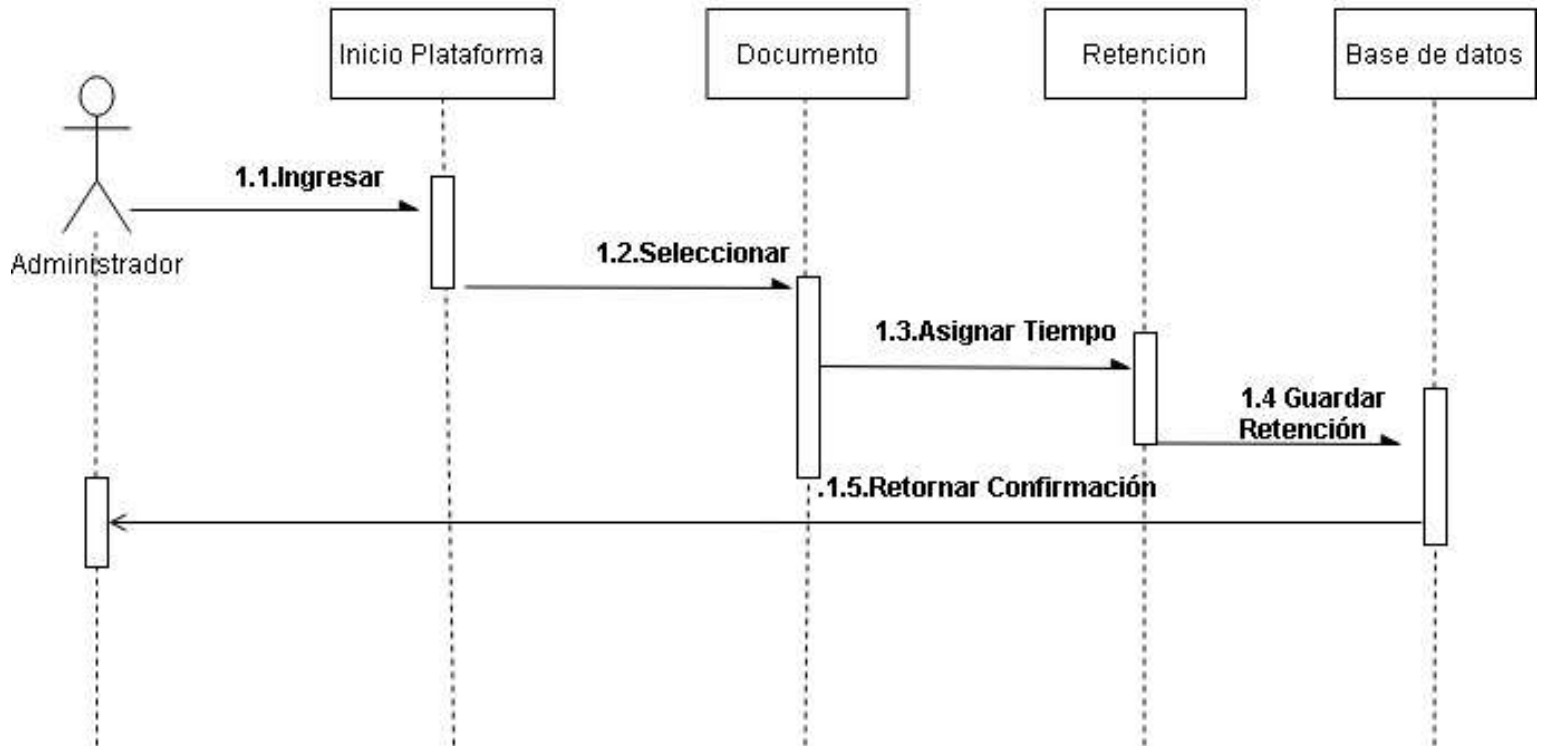 Inicio Plataforma
Documento
Retencion
Base de datos
Administrador
1.1.Ingresar
1.2.Seleccionar
1.3.Asignar Tiempo
1.4 Guardar
Retención
.1.5.Retornar Confirmación